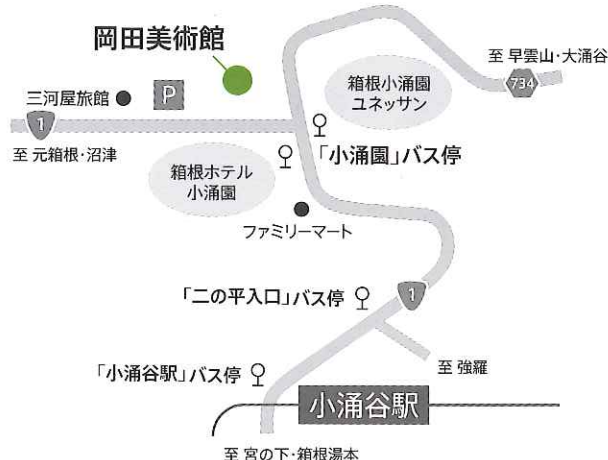 岡田美術館
至 早雲山・大涌谷
734
箱根小涌園
ユネッサン
三河屋旅館
P
1
至 元箱根・沼津
「小涌園」バス停
箱根ホテル
小涌園
ファミリーマート
「二の平入口」バス停
1
「小涌谷駅」バス停
至 強羅
小涌谷駅
至 宮の下・箱根湯本